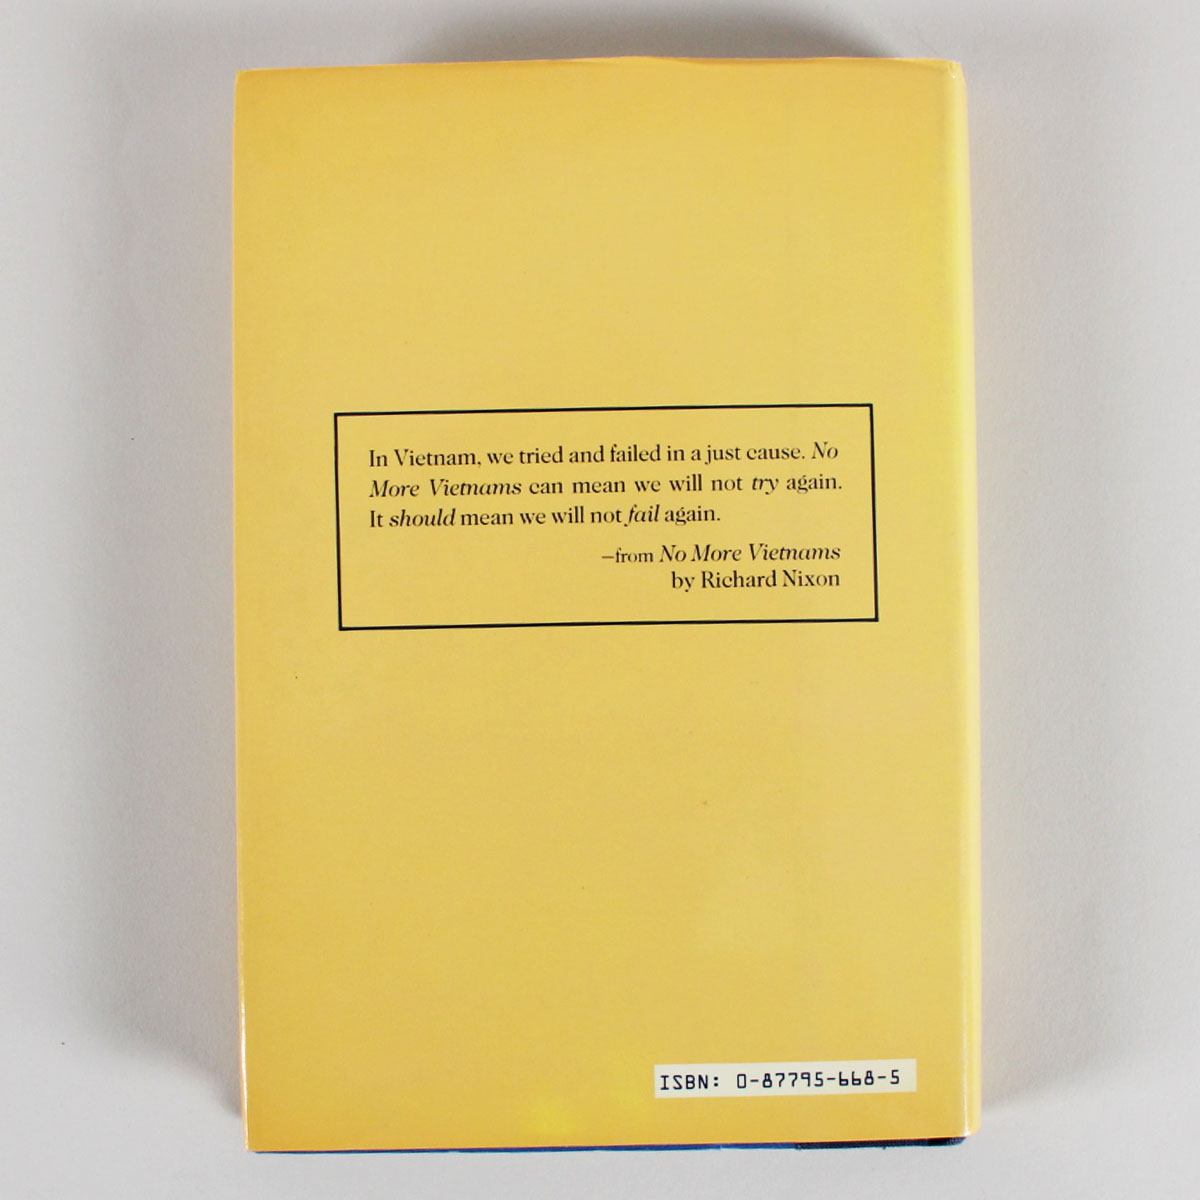 In Vietnam, we tried and failed in a just cause. No
More Vietnams can mean we will not try again.
It should mean we will not fail again.
—from No More Vietnams
by Richard Nixon
ISBN: 0-87795-668-5